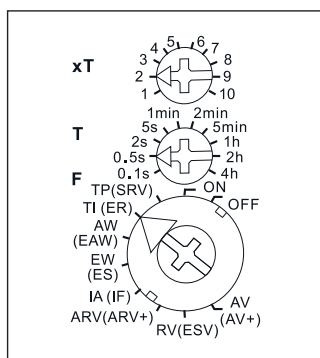 xT
1 2 3 4 5 6 7 8 9 10
T
0.1s 0.5s 2s 5s 1min 2min 5min 1h 2h 4h
F
TP(SRV)
TI (ER)
AW
(EAW)
EW
(ES)
IA (IF)
ARV(ARV+)
RV(ESV)
AV
(AV+)
OFF
ON